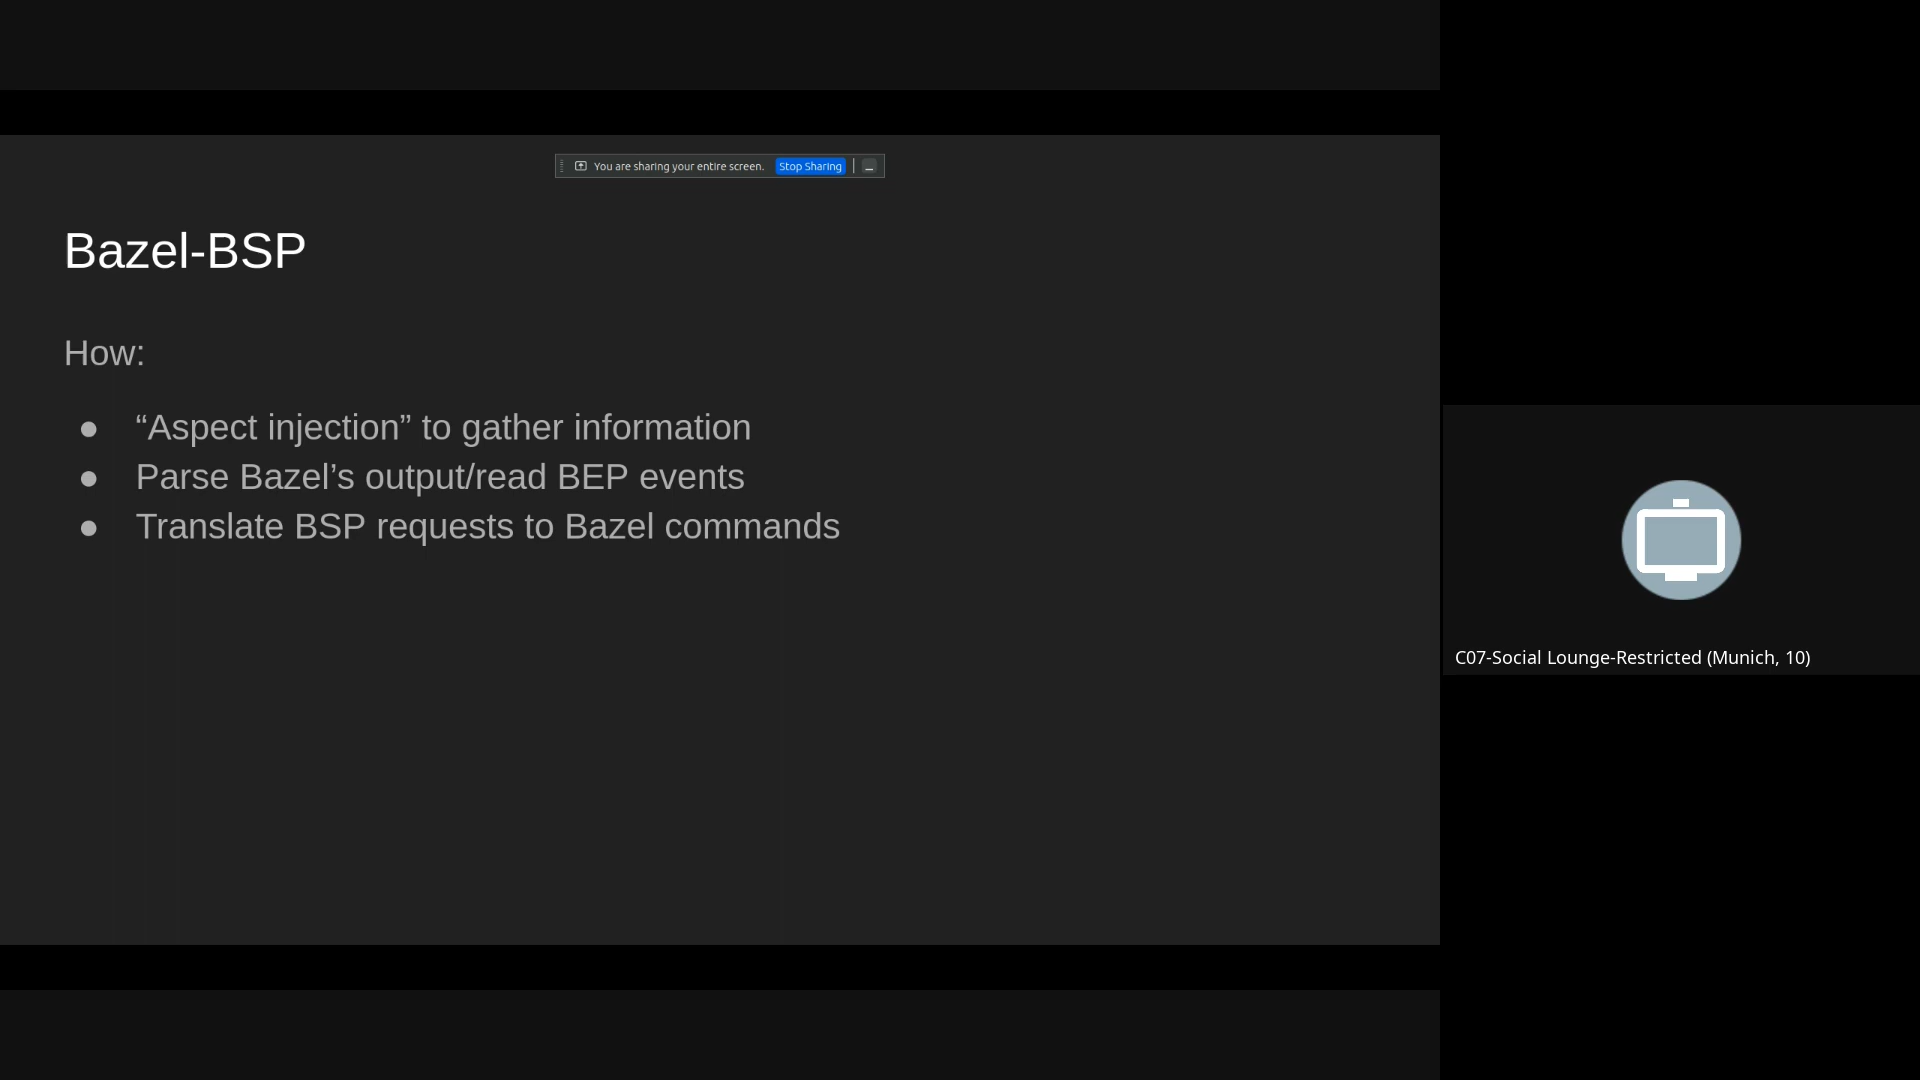 You are sharing your entire screen. Stop Sharing
Bazel-BSP
How:
● “Aspect injection” to gather information
● Parse Bazel’s output/read BEP events
● Translate BSP requests to Bazel commands
C07-Social Lounge-Restricted (Munich, 10)